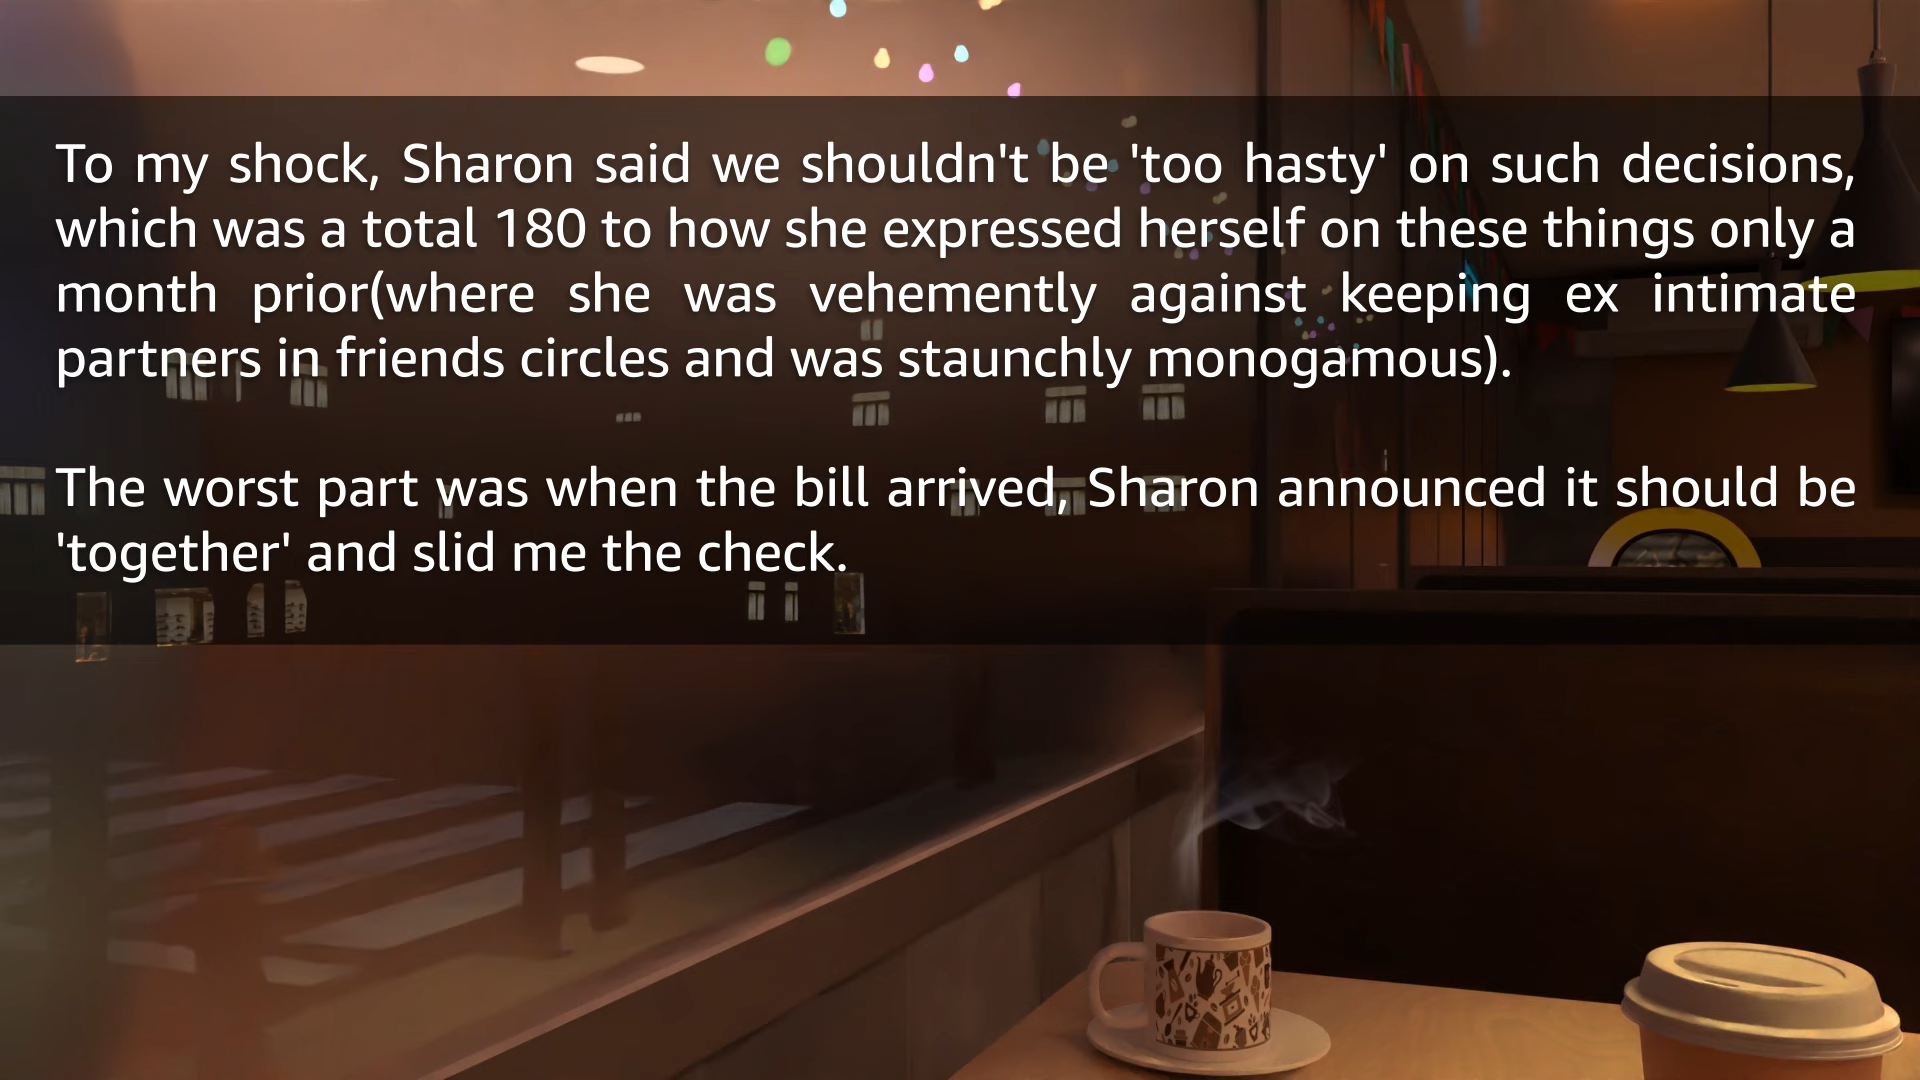 To my shock, Sharon said we shouldn't be 'too hasty' on such decisions,
which was a total 180 to how she expressed herself on these things only a
month prior(where she was vehemently against keeping ex intimate
partners in friends circles and was staunchly monogamous).
The worst part was when the bill arrived, Sharon announced it should be
'together' and slid me the check.